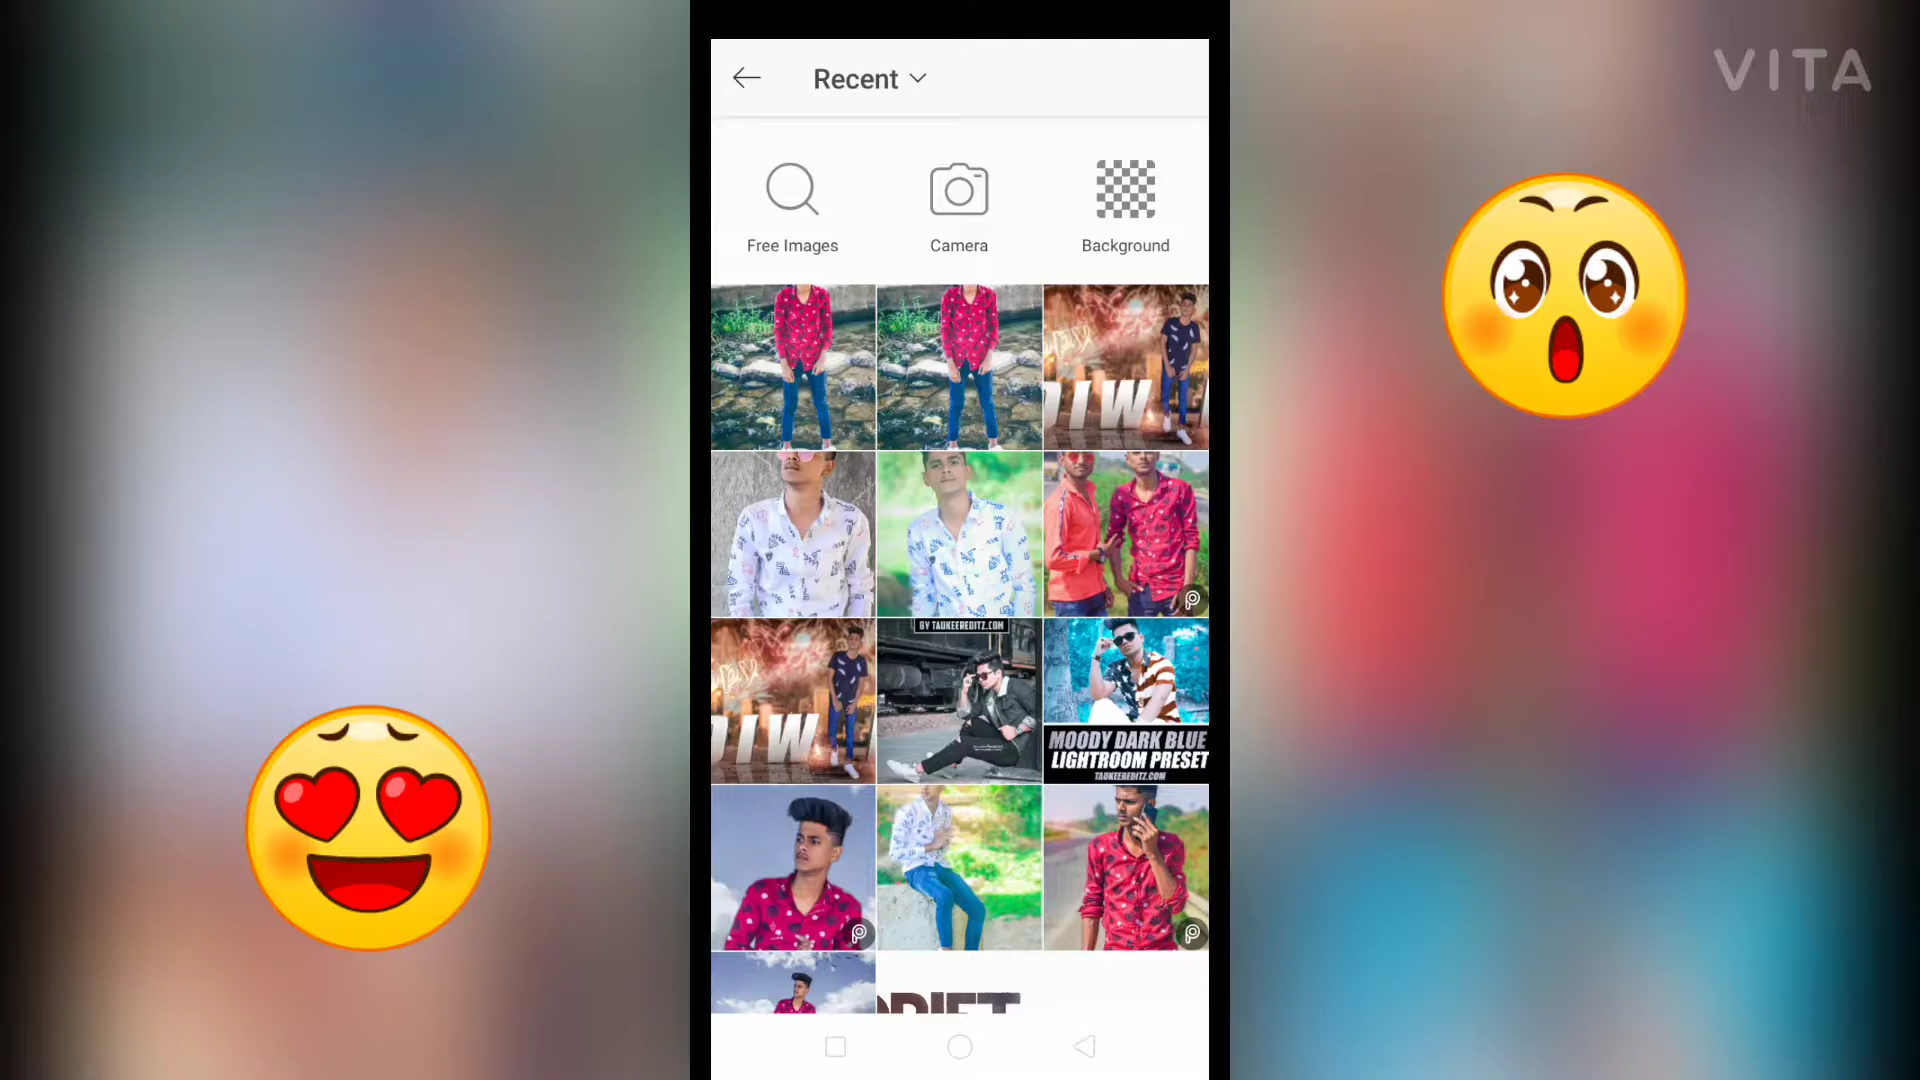 VITA
Recent
Free Images
Camera
Background
BY TAUKEEREDITZ.COM
MOODY DARK BLUE
LIGHTROOM PRESET
TAUKEEREDITZ.COM